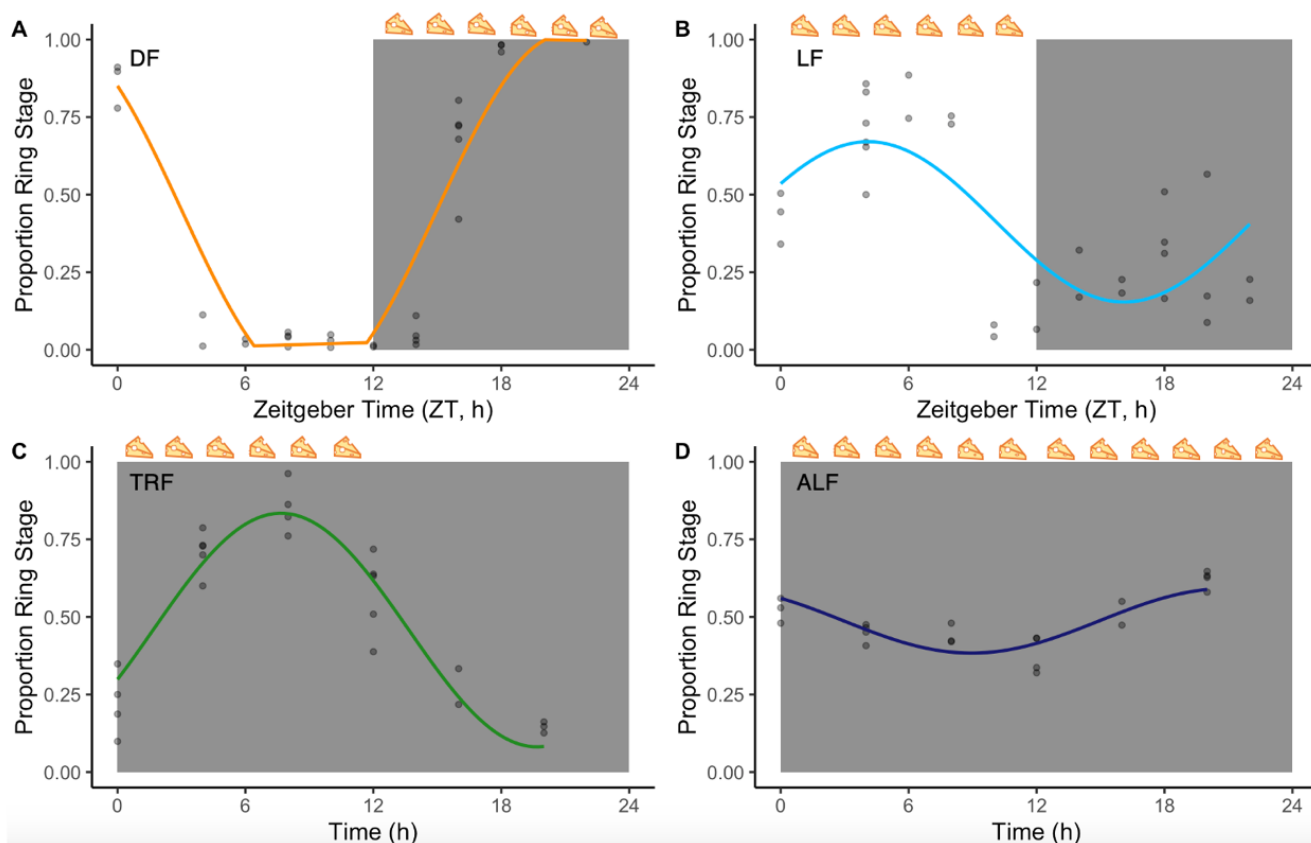 A
DF
Proportion Ring Stage
1.00
0.75
0.50
0.25
0.00
0 6 12 18 24
Zeitgeber Time (ZT, h)
B
LF
Proportion Ring Stage
1.00
0.75
0.50
0.25
0.00
0 6 12 18 24
Zeitgeber Time (ZT, h)
C
TRF
Proportion Ring Stage
1.00
0.75
0.50
0.25
0.00
0 6 12 18 24
Time (h)
D
ALF
Proportion Ring Stage
1.00
0.75
0.50
0.25
0.00
0 6 12 18 24
Time (h)